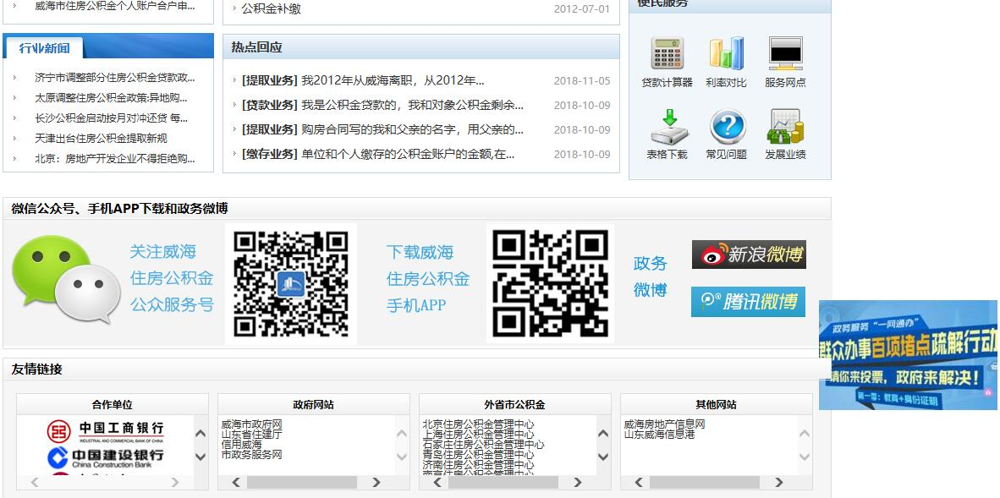 威海市住房公积金个人账户合户申...
公积金补缴 2012-07-01
便民服务
行业新闻
济宁市调整部分住房公积金贷款政...
太原调整住房公积金政策:异地购...
长沙公积金启动按月对冲还贷 每...
天津出台住房公积金提取新规
北京：房地产开发企业不得拒绝购...
热点回应
[提取业务] 我2012年从威海离职，从2012年... 2018-11-05
[贷款业务] 我是公积金贷款的，我和对象公积金剩余... 2018-10-09
[提取业务] 购房合同写的我和父亲的名字，用父亲的... 2018-10-09
[缴存业务] 单位和个人缴存的公积金账户的金额,在... 2018-10-09
贷款计算器 利率对比 服务网点
表格下载 常见问题 发展业绩
微信公众号、手机APP下载和政务微博
关注威海
住房公积金
公众服务号
下载威海
住房公积金
手机APP
政务
微博
新浪微博
腾讯微博
政务服务“一网通办”
群众办事百项堵点疏解行动
请你来投票，政府来解决！
第一季：教育+身份证明
友情链接
合作单位
中国工商银行
INDUSTRIAL AND COMMERCIAL BANK OF CHINA
中国建设银行
China Construction Bank
政府网站
威海市政府网
山东省住建厅
信用威海
市政务服务网
外省市公积金
北京住房公积金管理中心
上海住房公积金管理中心
石家庄住房公积金管理中心
青岛住房公积金管理中心
济南住房公积金管理中心
南京住房公积金管理中心
其他网站
威海房地产信息网
山东威海信息港